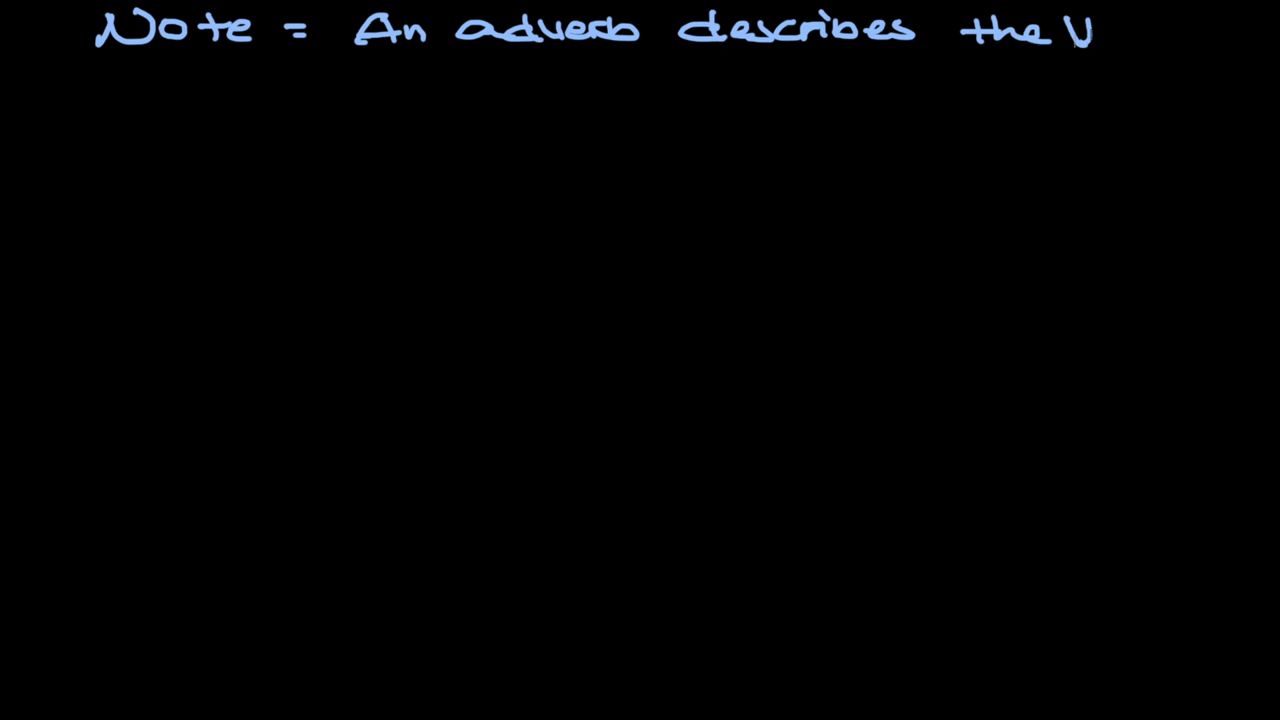 Note = An adverb describes the V